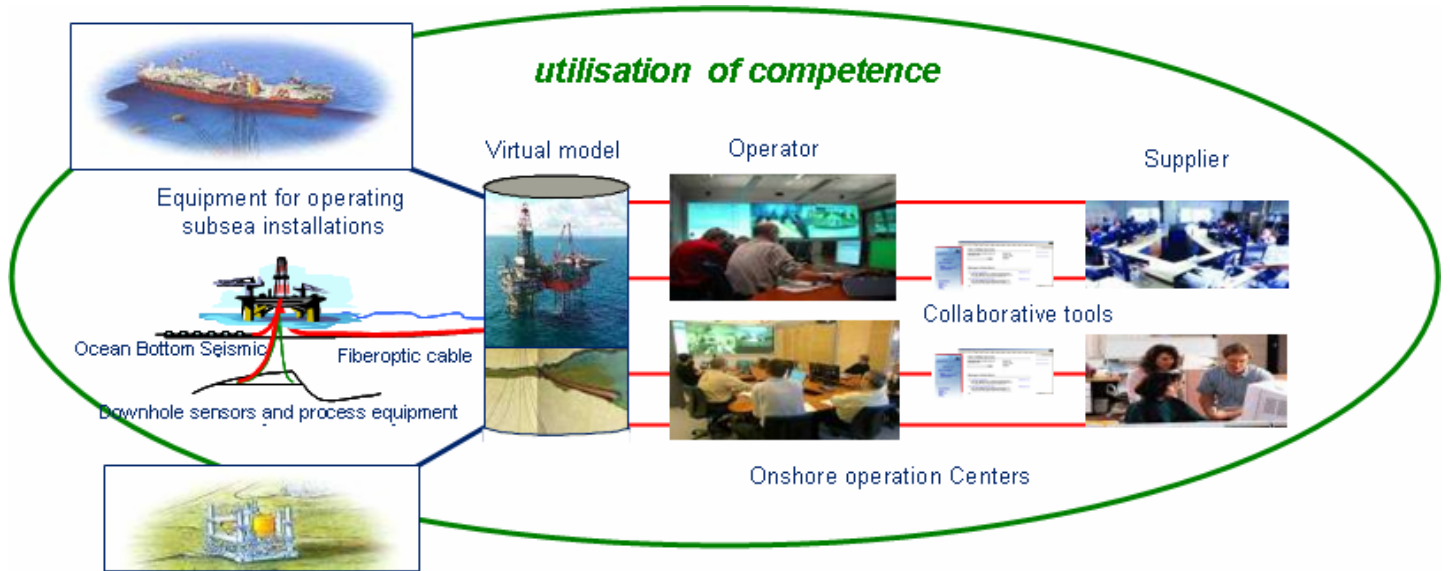 utilisation of competence
Virtual model
Operator
Supplier
Equipment for operating
subsea installations
Ocean Bottom Seismic
Fiberoptic cable
Collaborative tools
Downhole sensors and process equipment
Onshore operation Centers